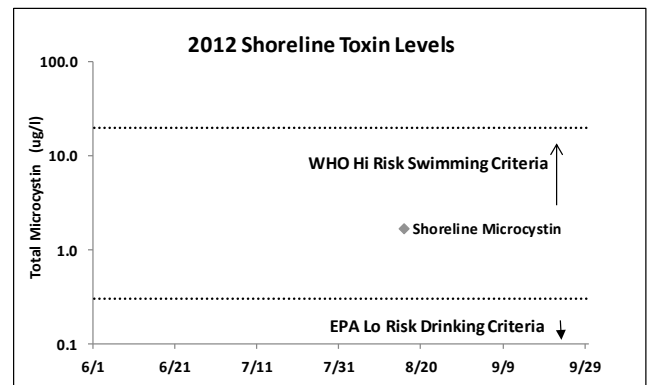 2012 Shoreline Toxin Levels
100.0
10.0
1.0
0.1
Total Microcystin (ug/l)
WHO Hi Risk Swimming Criteria
Shoreline Microcystin
EPA Lo Risk Drinking Criteria
6/1 6/21 7/11 7/31 8/20 9/9 9/29